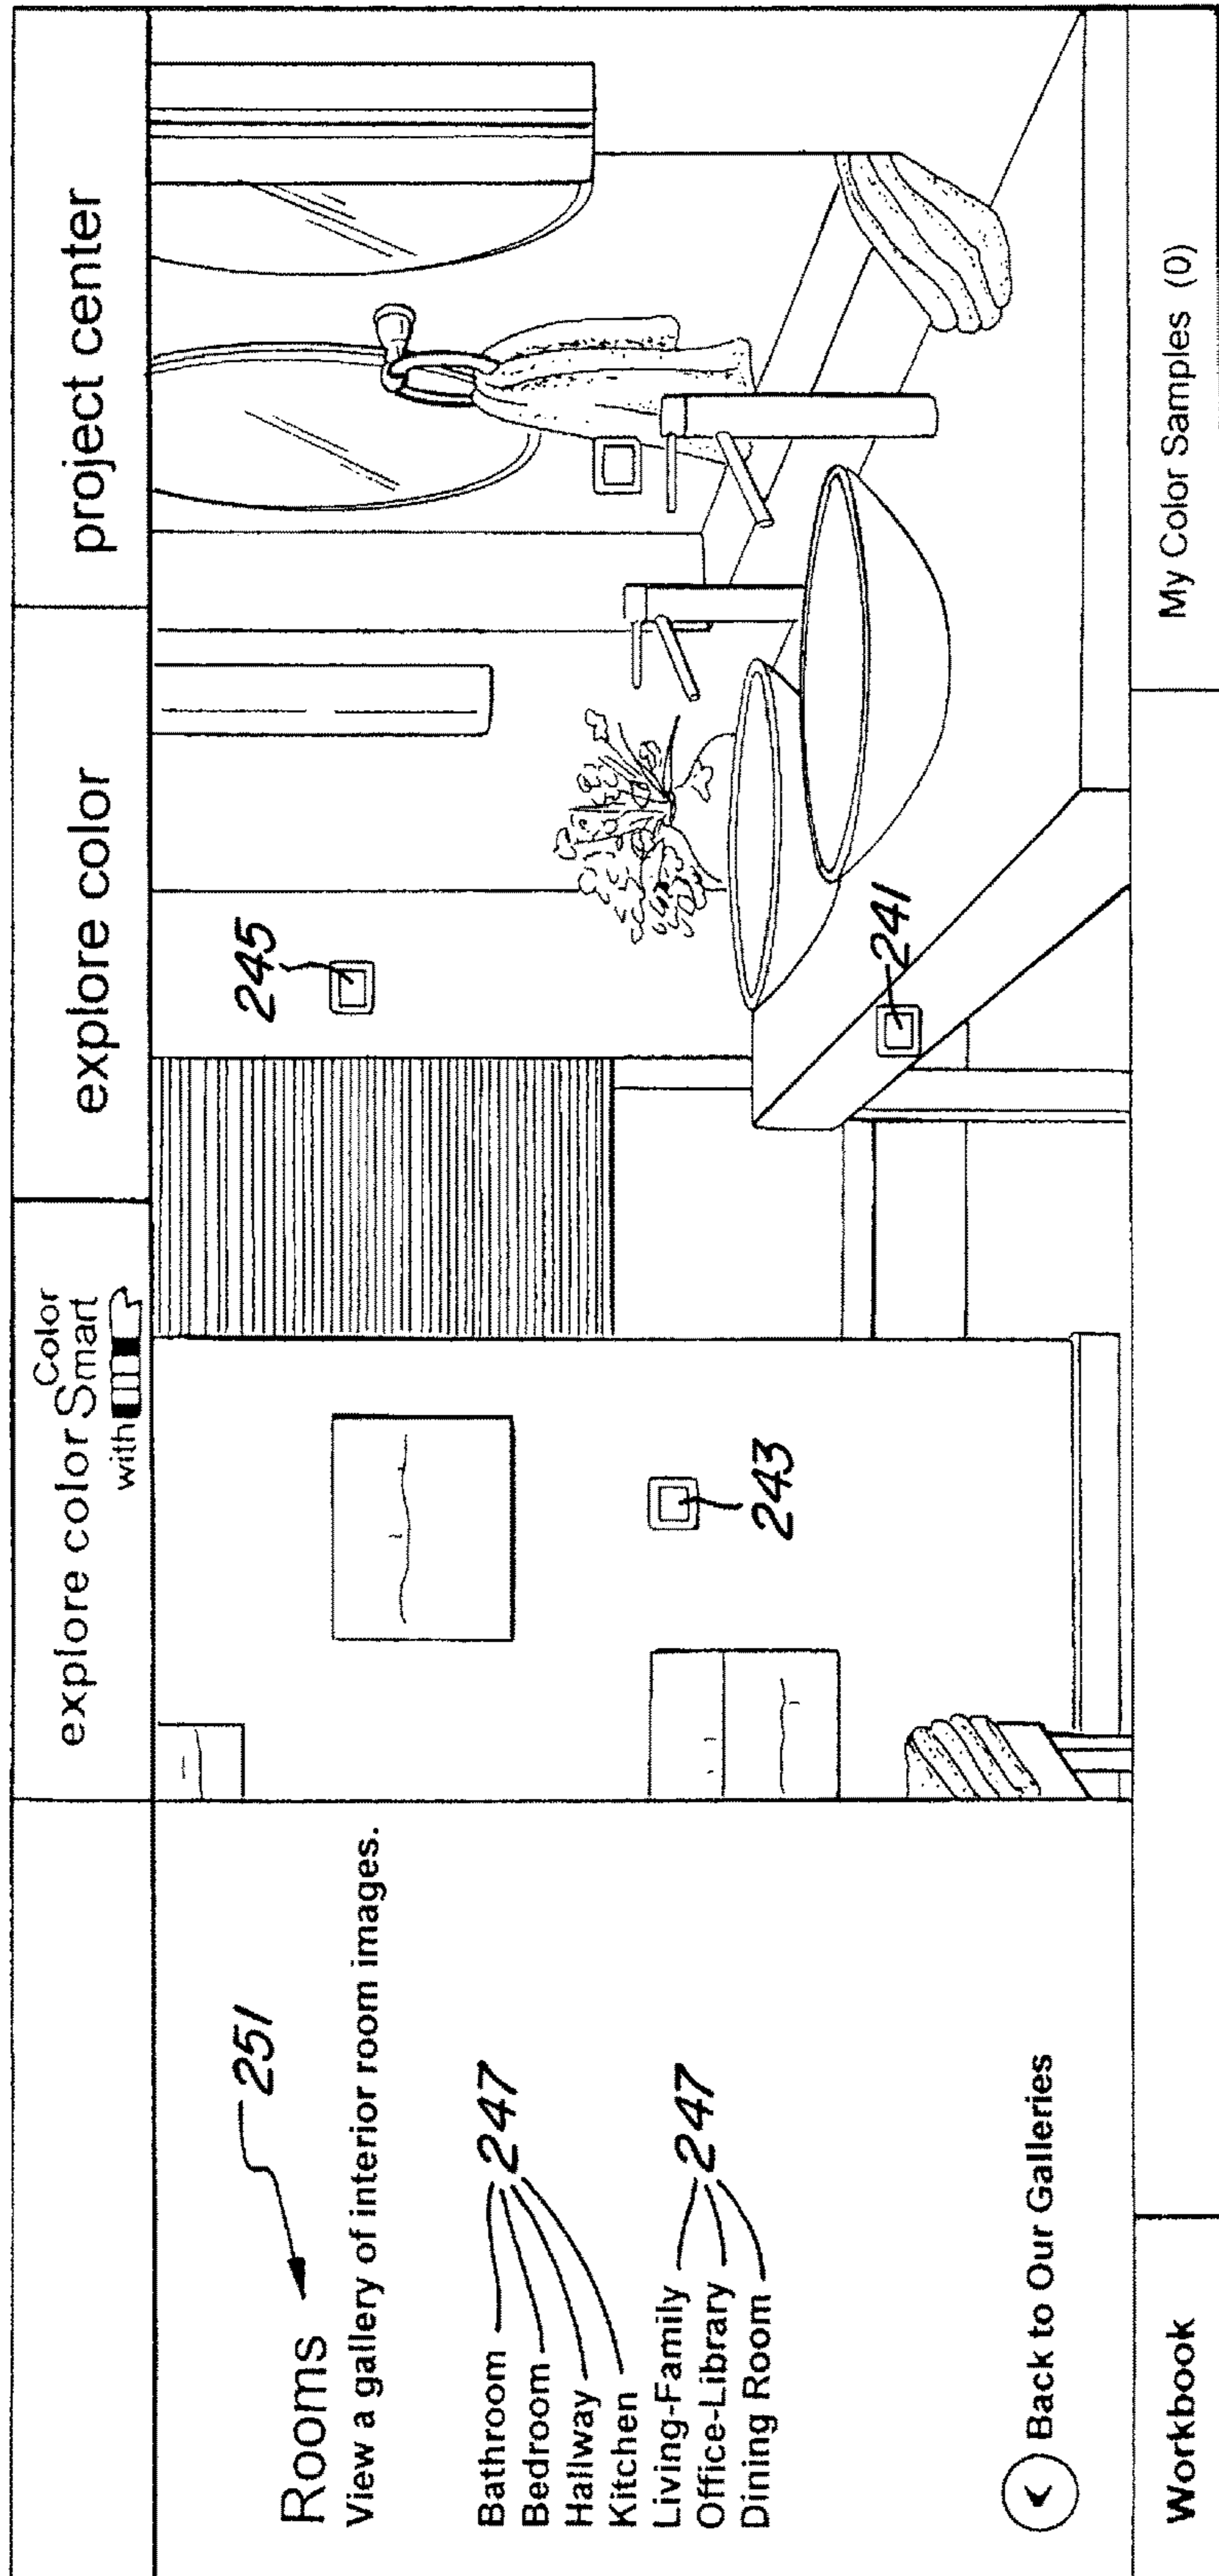 explore color
Color
Smart
with
explore color
project center
Rooms
251
View a gallery of interior room images.
Bathroom
Bedroom
Hallway
Kitchen
247
Living-Family
Office-Library
Dining Room
247
Back to Our Galleries
245
243
241
Workbook
My Color Samples (0)